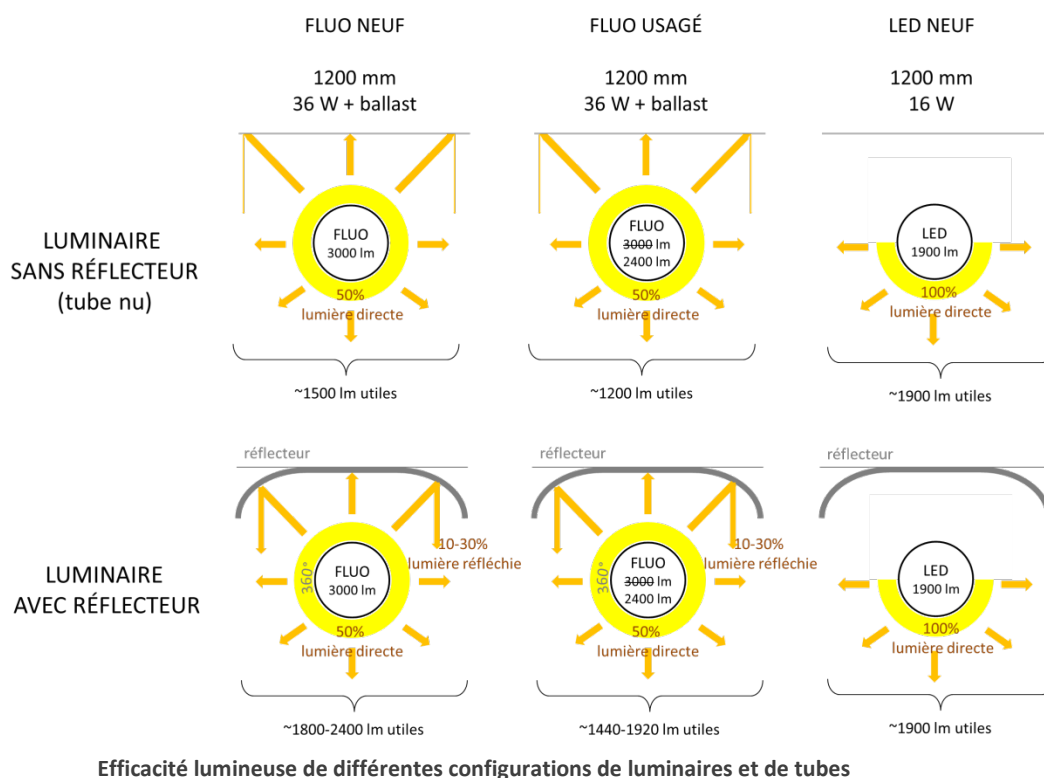 FLUO NEUF
FLUO USAGÉ
LED NEUF
1200 mm
36 W + ballast
1200 mm
36 W + ballast
1200 mm
16 W
LUMINAIRE
SANS RÉFLECTEUR
(tube nu)
FLUO
3000 lm
50%
lumière directe
~1500 lm utiles
FLUO
3000 lm
2400 lm
50%
lumière directe
~1200 lm utiles
LED
1900 lm
100%
lumière directe
~1900 lm utiles
LUMINAIRE
AVEC RÉFLECTEUR
réflecteur
10-30%
lumière réfléchie
360°
FLUO
3000 lm
50%
lumière directe
~1800-2400 lm utiles
réflecteur
10-30%
lumière réfléchie
360°
FLUO
3000 lm
2400 lm
50%
lumière directe
~1440-1920 lm utiles
réflecteur
LED
1900 lm
100%
lumière directe
~1900 lm utiles
Efficacité lumineuse de différentes configurations de luminaires et de tubes